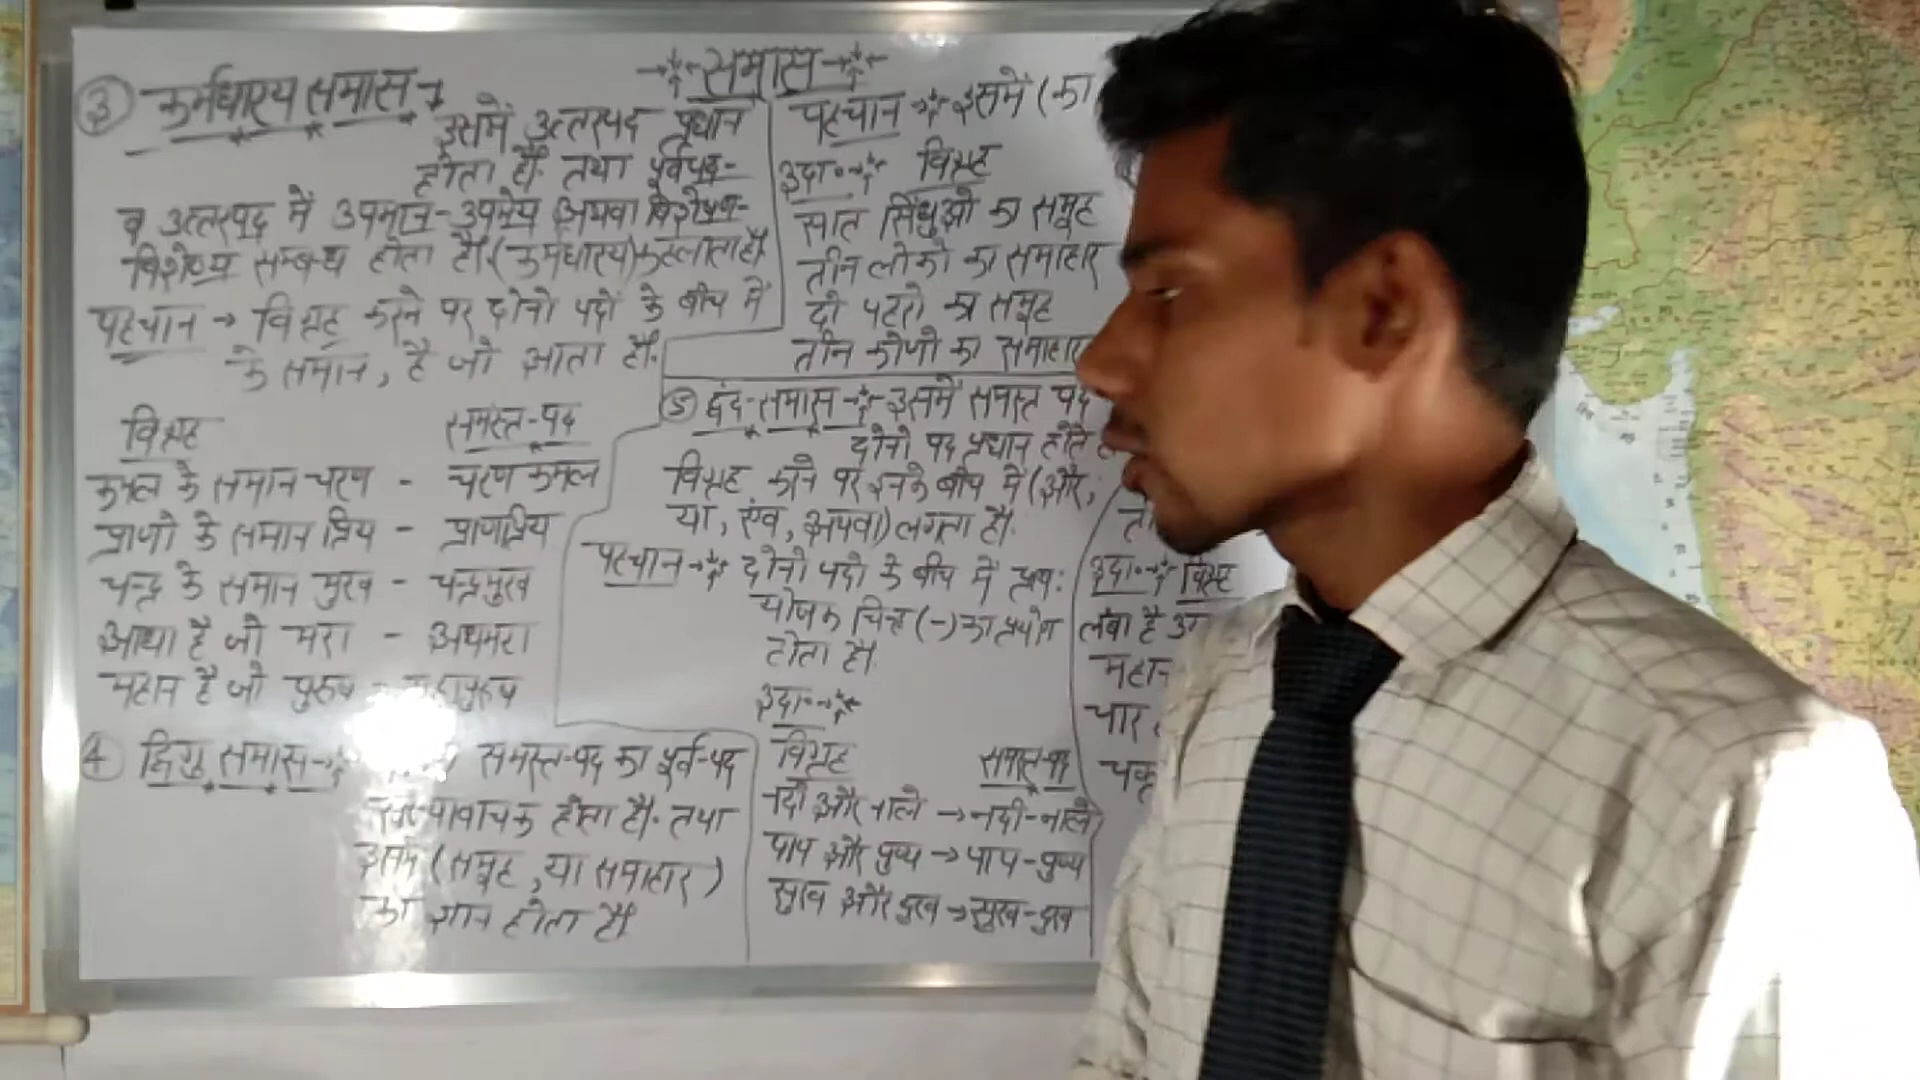 समास
३ कर्मधारय समास →
इसमें उत्तरपद प्रधान
होता है. तथा पूर्वपद-
व उत्तरपद में उपमान-उपमेय अथवा विशेषण-
विशेष्य सम्बन्ध होता है।(कर्मधारय)कहलाता है।
पहचान → विग्रह करने पर दोनो पदों के बीच में
के समान, है जो आता है।.
विग्रह समस्त-पद
कमल के समान चरण - चरण कमल
प्राणो के समान प्रिय - प्राणप्रिय
चन्द्र के समान मुख - चन्द्रमुख
आधा है जो मरा - अधमरा
महान है जो पुरुष - महापुरुष
4 द्विगु समास→ समस्त-पद का पूर्व-पद
होता है. तथा
इसमें (समूह, या समाहार)
का ज्ञान होता है।
पहचान → इसमें (का
उदा०→ विग्रह
सात सिंधुओ का समूह
तीन लोको का समाहार
दो पहरो का समूह
तीन कोणो का समाहार
5 द्वंद-समास→ इसमें समस्त पद
दोनो पद प्रधान होते
विग्रह करने पर इनके बीच में (और,
या, एंव, अथवा) लगता है।.
पहचान→ दोनो पदो के बीच में प्रायः
योजक चिन्ह (-) का प्रयोग
होता है।
उदा०→
विग्रह समस्त-पद
नदी और नाले → नदी-नाले
पाप और पुण्य → पाप-पुण्य
सुख और दुख → सुख-दुख
उदा०→ विग्रह
लंबा है
चार